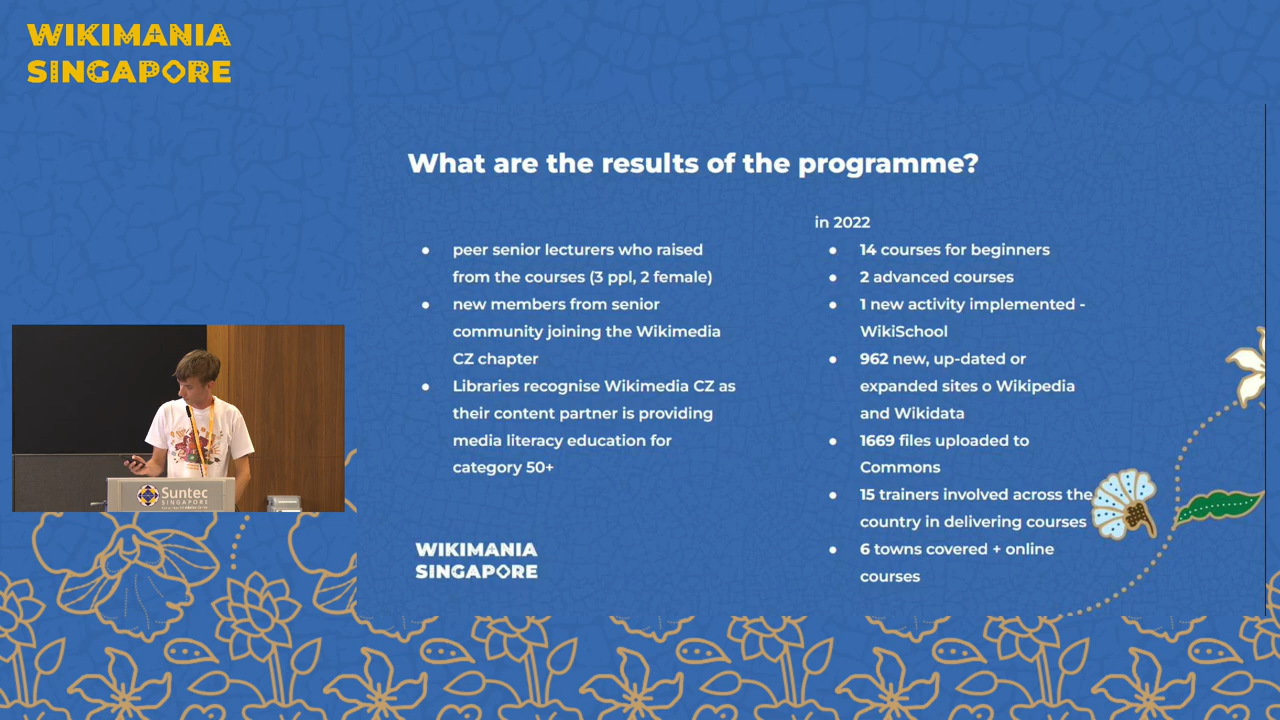 WIKIMANIA
SINGAPORE
What are the results of the programme?
● peer senior lecturers who raised
from the courses (3 ppl, 2 female)
● new members from senior
community joining the Wikimedia
CZ chapter
● Libraries recognise Wikimedia CZ as
their content partner is providing
media literacy education for
category 50+
in 2022
● 14 courses for beginners
● 2 advanced courses
● 1 new activity implemented -
WikiSchool
● 962 new, up-dated or
expanded sites o Wikipedia
and Wikidata
● 1669 files uploaded to
Commons
● 15 trainers involved across the
country in delivering courses
● 6 towns covered + online
courses
WIKIMANIA
SINGAPORE
Suntec
SINGAPORE